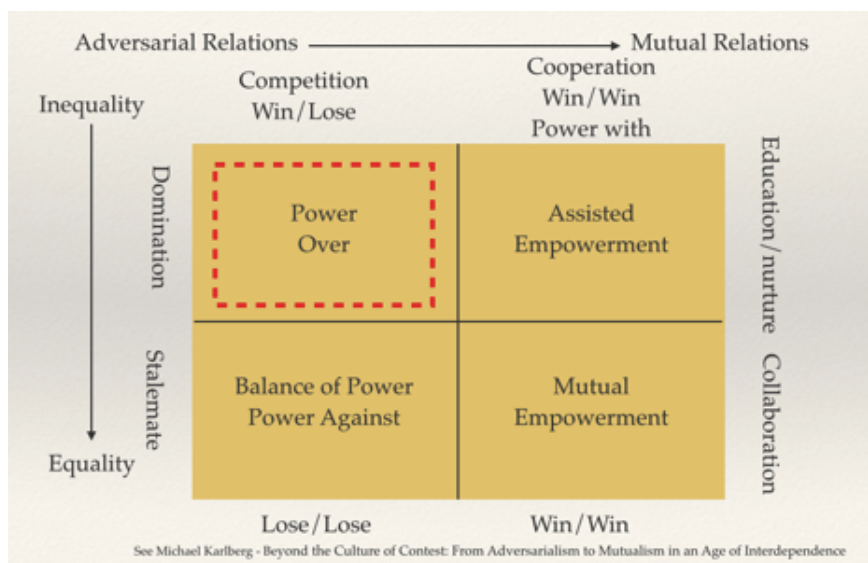 Adversarial Relations
Mutual Relations
Competition
Win/Lose
Cooperation
Win/Win
Power with
Inequality
Domination
Power
Over
Assisted
Empowerment
Education/nurture
Stalemate
Balance of Power
Power Against
Mutual
Empowerment
Collaboration
Equality
Lose/Lose
Win/Win
See Michael Karlberg - Beyond the Culture of Contest: From Adversarialism to Mutualism in an Age of Interdependence